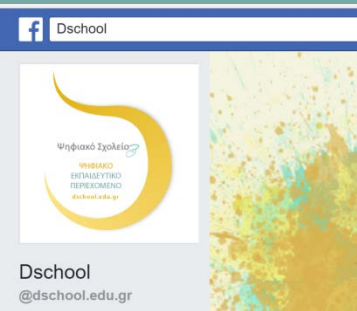 Dschool
Ψηφιακό Σχολείο
ΨΗΦΙΑΚΟ
ΕΚΠΑΙΔΕΥΤΙΚΟ
ΠΕΡΙΕΧΟΜΕΝΟ
dschool.edu.gr
Dschool
@dschool.edu.gr